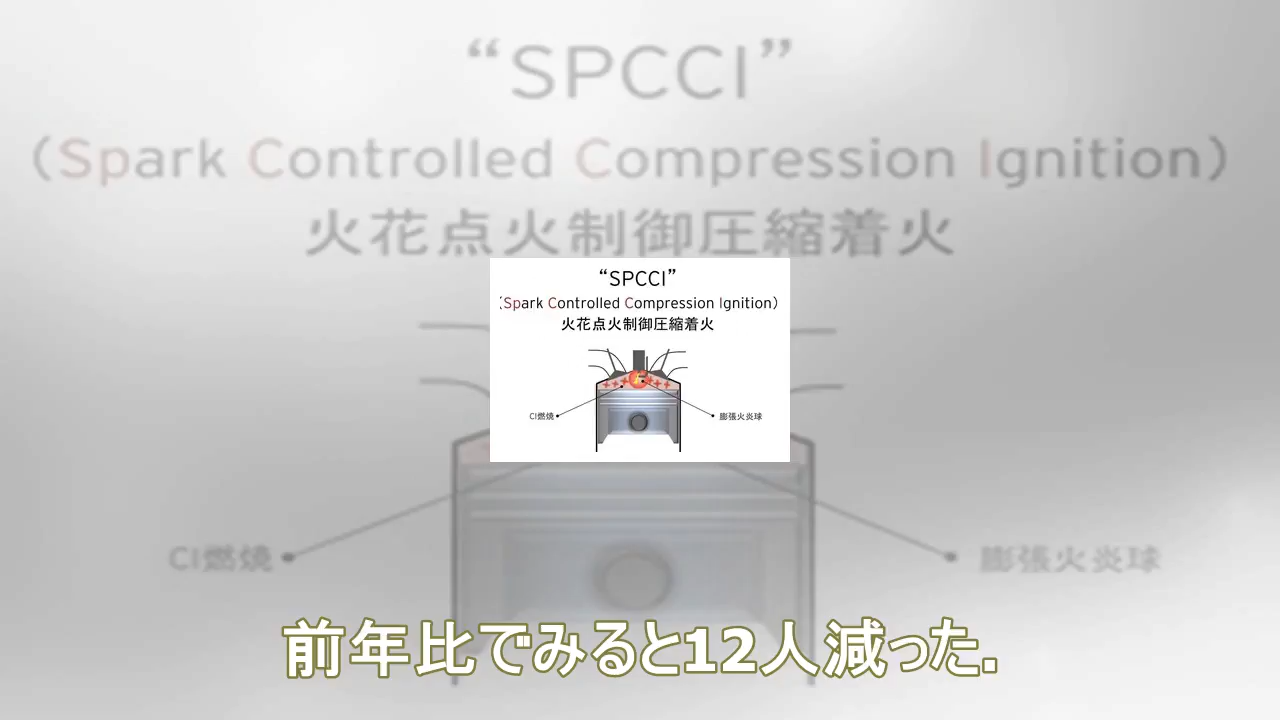 “SPCCI”
(Spark Controlled Compression Ignition)
火花点火制御圧縮着火
“SPCCI”
(Spark Controlled Compression Ignition)
火花点火制御圧縮着火
CI燃焼
膨張火炎球
CI燃焼
膨張火炎球
前年比でみると12人減った.